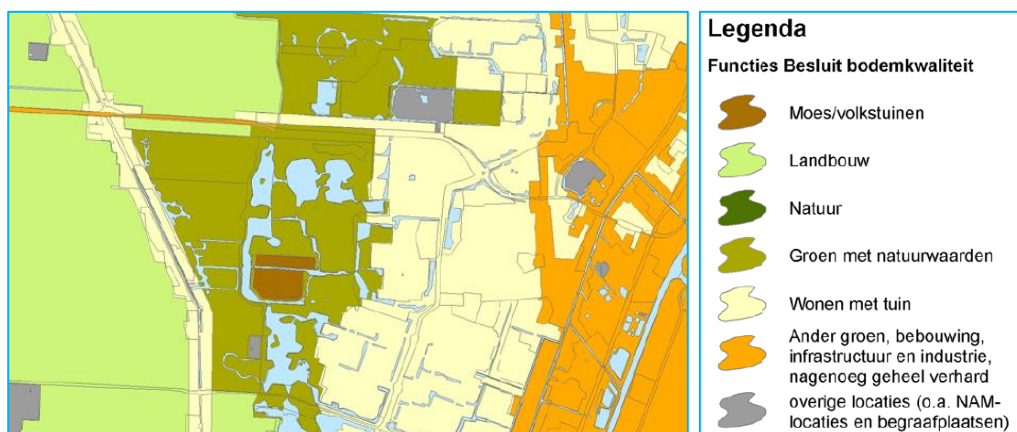 Legenda
Functies Besluit bodemkwaliteit
Moes/volkstuinen
Landbouw
Natuur
Groen met natuurwaarden
Wonen met tuin
Ander groen, bebouwing,
infrastructuur en industrie,
nagenoeg geheel verhard
overige locaties (o.a. NAM-
locaties en begraafplaatsen)